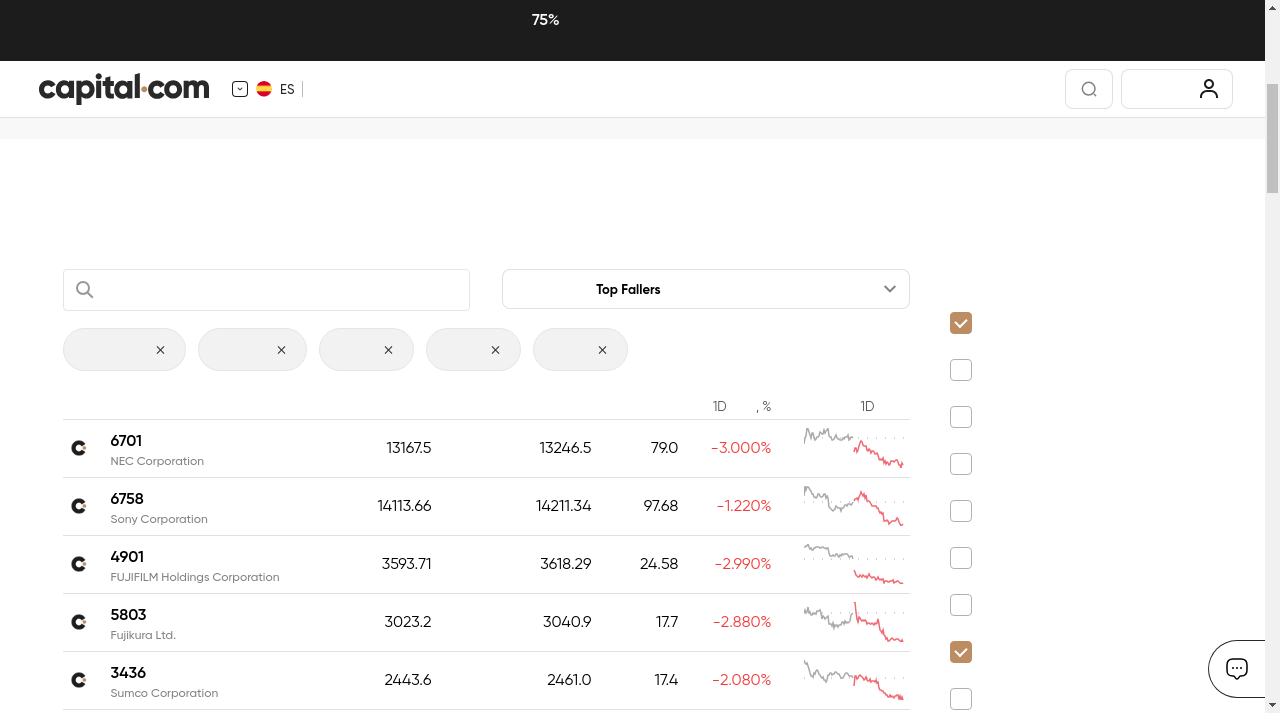 75%
capital.com
ES
Top Fallers
1D , % 1D
6701
NEC Corporation
13167.5 13246.5 79.0 -3.000%
6758
Sony Corporation
14113.66 14211.34 97.68 -1.220%
4901
FUJIFILM Holdings Corporation
3593.71 3618.29 24.58 -2.990%
5803
Fujikura Ltd.
3023.2 3040.9 17.7 -2.880%
3436
Sumco Corporation
2443.6 2461.0 17.4 -2.080%